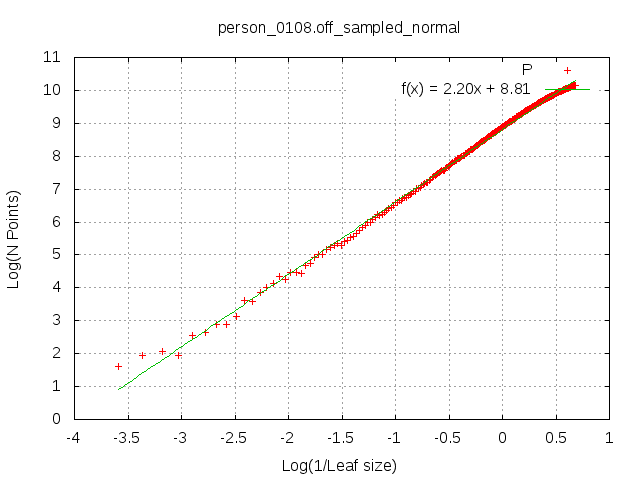 person_0108.off_sampled_normal
11
10
9
8
7
6
5
4
3
2
1
0
Log(N Points)
P
f(x) = 2.20x + 8.81
-4 -3.5 -3 -2.5 -2 -1.5 -1 -0.5 0 0.5 1
Log(1/Leaf size)